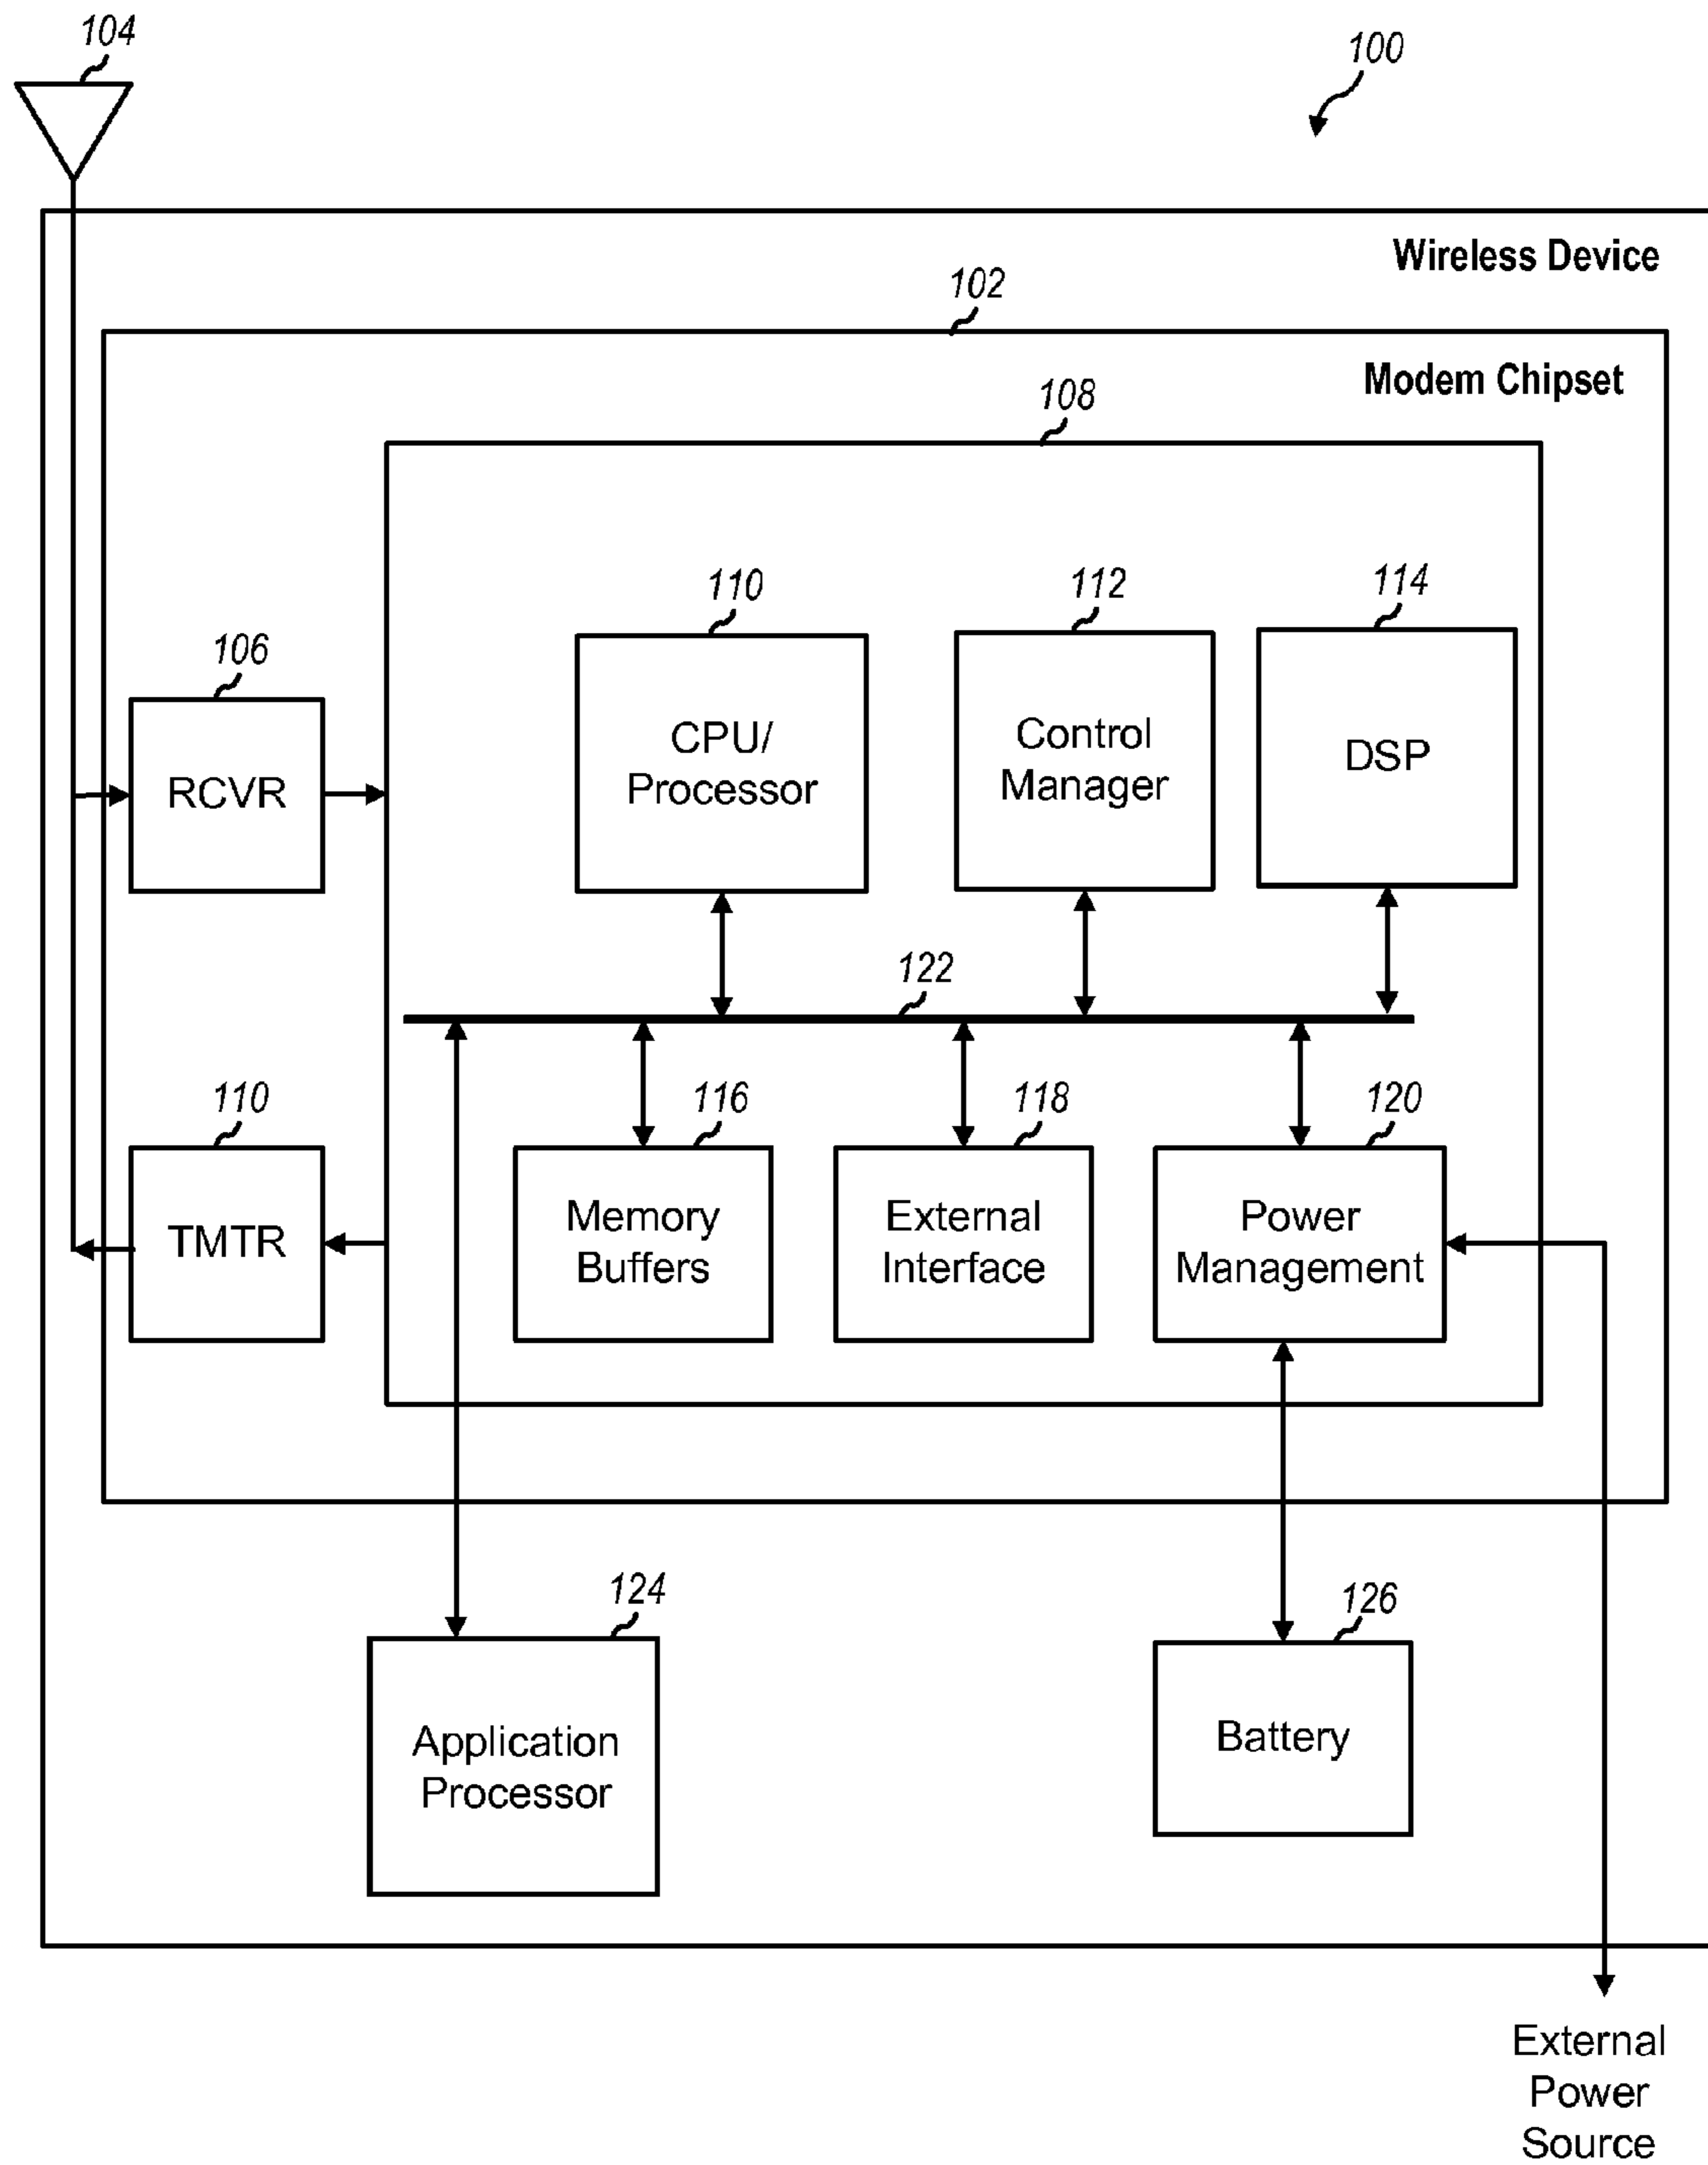 104
100
Wireless Device
102
Modem Chipset
108
110
112
114
106
CPU/
Processor
Control
Manager
DSP
RCVR
122
110
116
118
120
TMTR
Memory
Buffers
External
Interface
Power
Management
124
126
Application
Processor
Battery
External
Power
Source